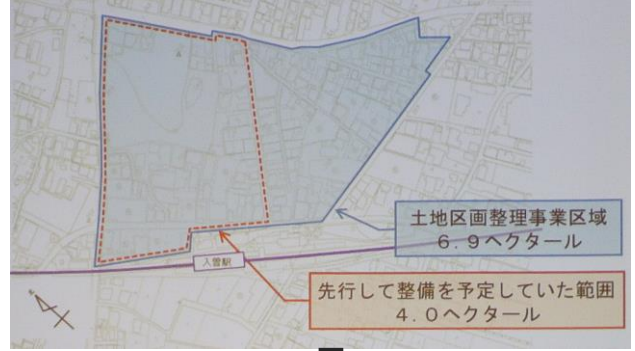 土地区画整理事業区域
6.9ヘクタール
入曽駅
先行して整備を予定していた範囲
4.0ヘクタール